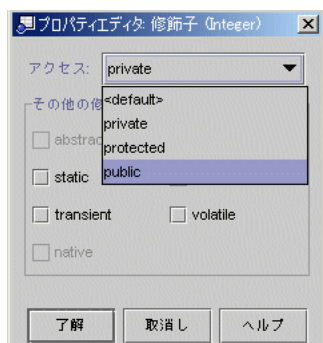 プロパティエディタ: 修飾子 (Integer)
アクセス: private
<default>
private
protected
public
その他の修
abstrac
static
transient volatile
native
了解 取消し ヘルプ